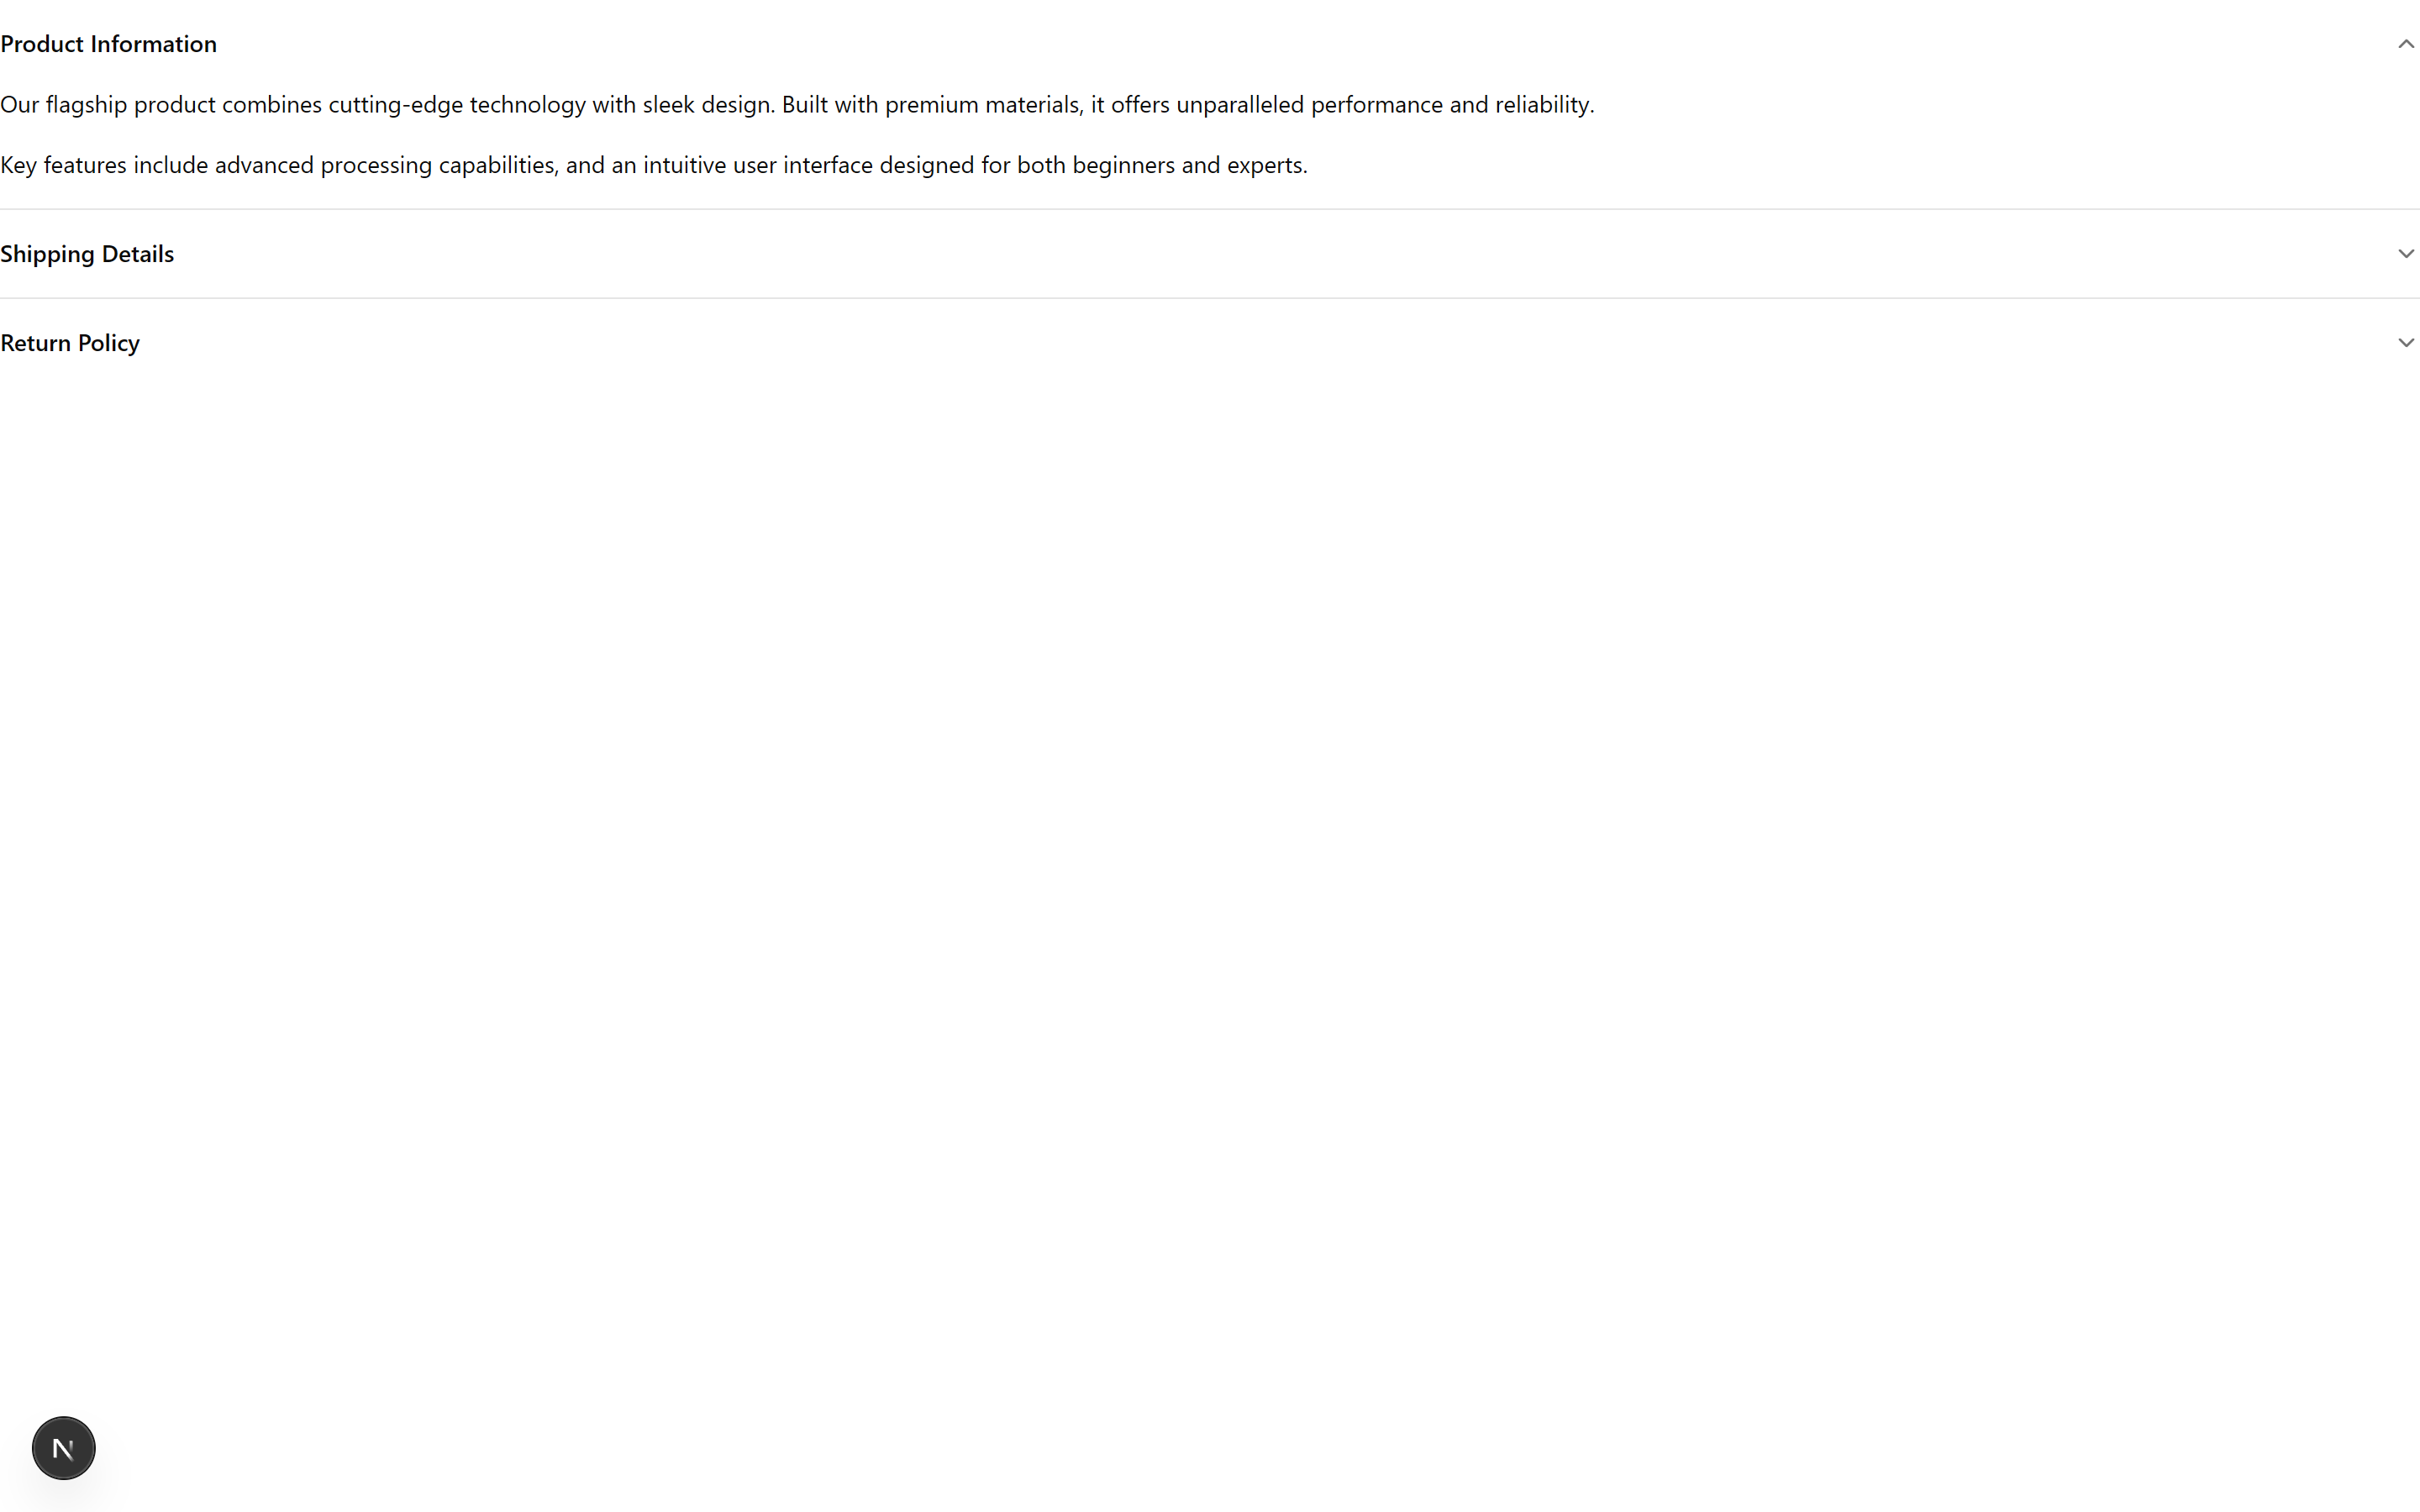 Product Information
Our flagship product combines cutting-edge technology with sleek design. Built with premium materials, it offers unparalleled performance and reliability.
Key features include advanced processing capabilities, and an intuitive user interface designed for both beginners and experts.
Shipping Details
Return Policy
N